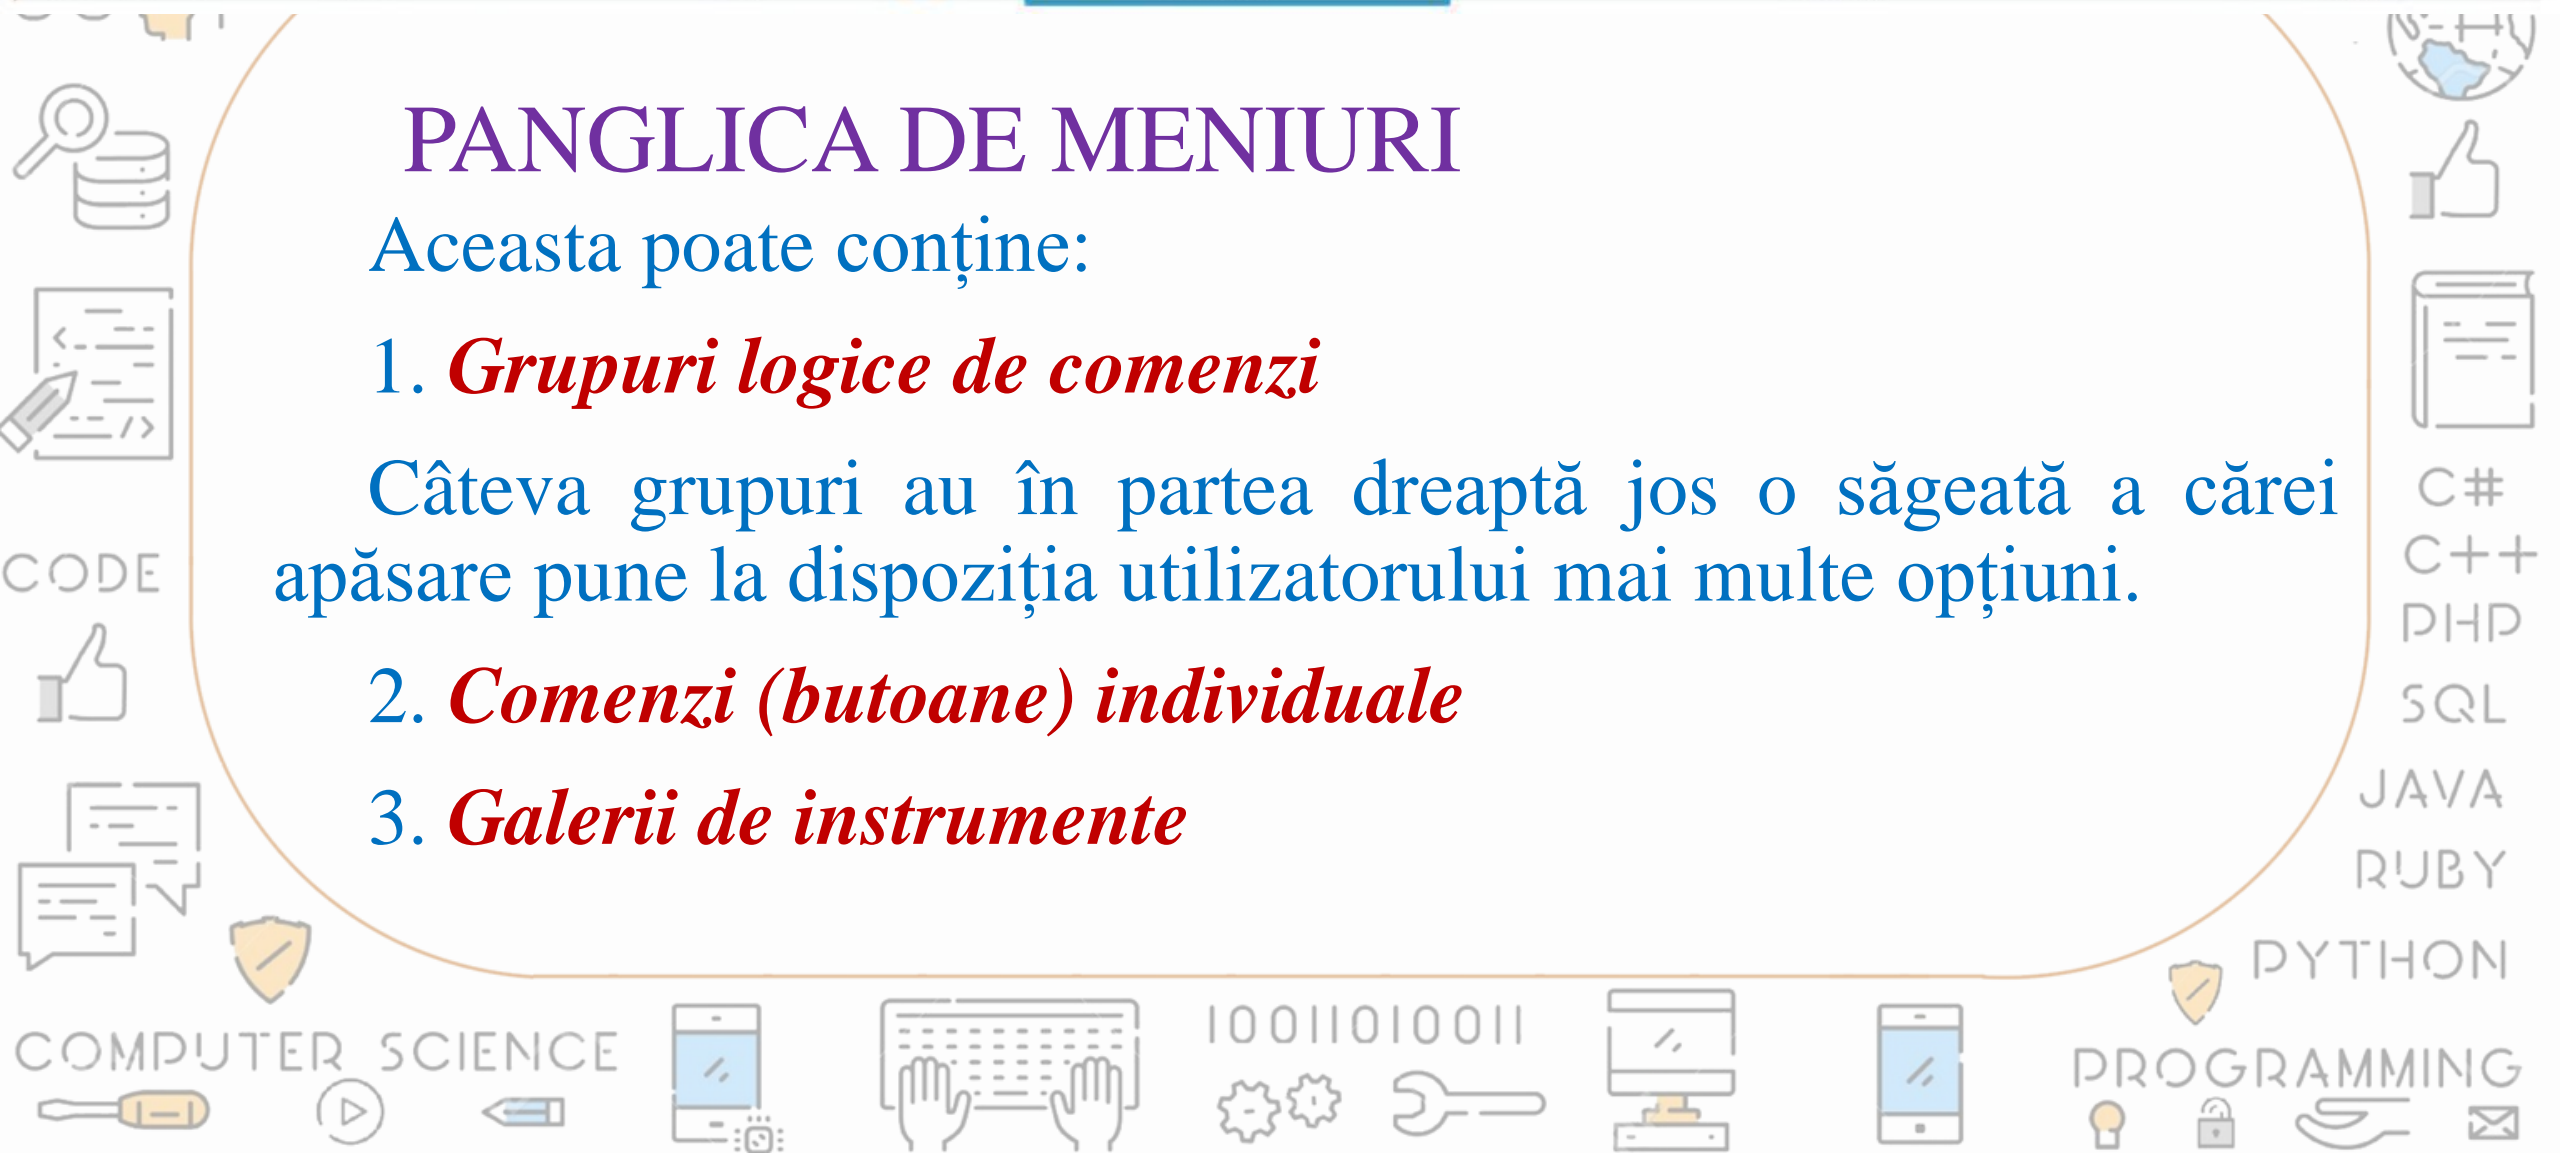 PANGLICA DE MENIURI
Aceasta poate conține:
1. Grupuri logice de comenzi
Câteva grupuri au în partea dreaptă jos o săgeată a cărei
apăsare pune la dispoziția utilizatorului mai multe opțiuni.
2. Comenzi (butoane) individuale
3. Galerii de instrumente
CODE
C#
C++
PHP
SQL
JAVA
RUBY
PYTHON
COMPUTER SCIENCE
10011010011
PROGRAMMING